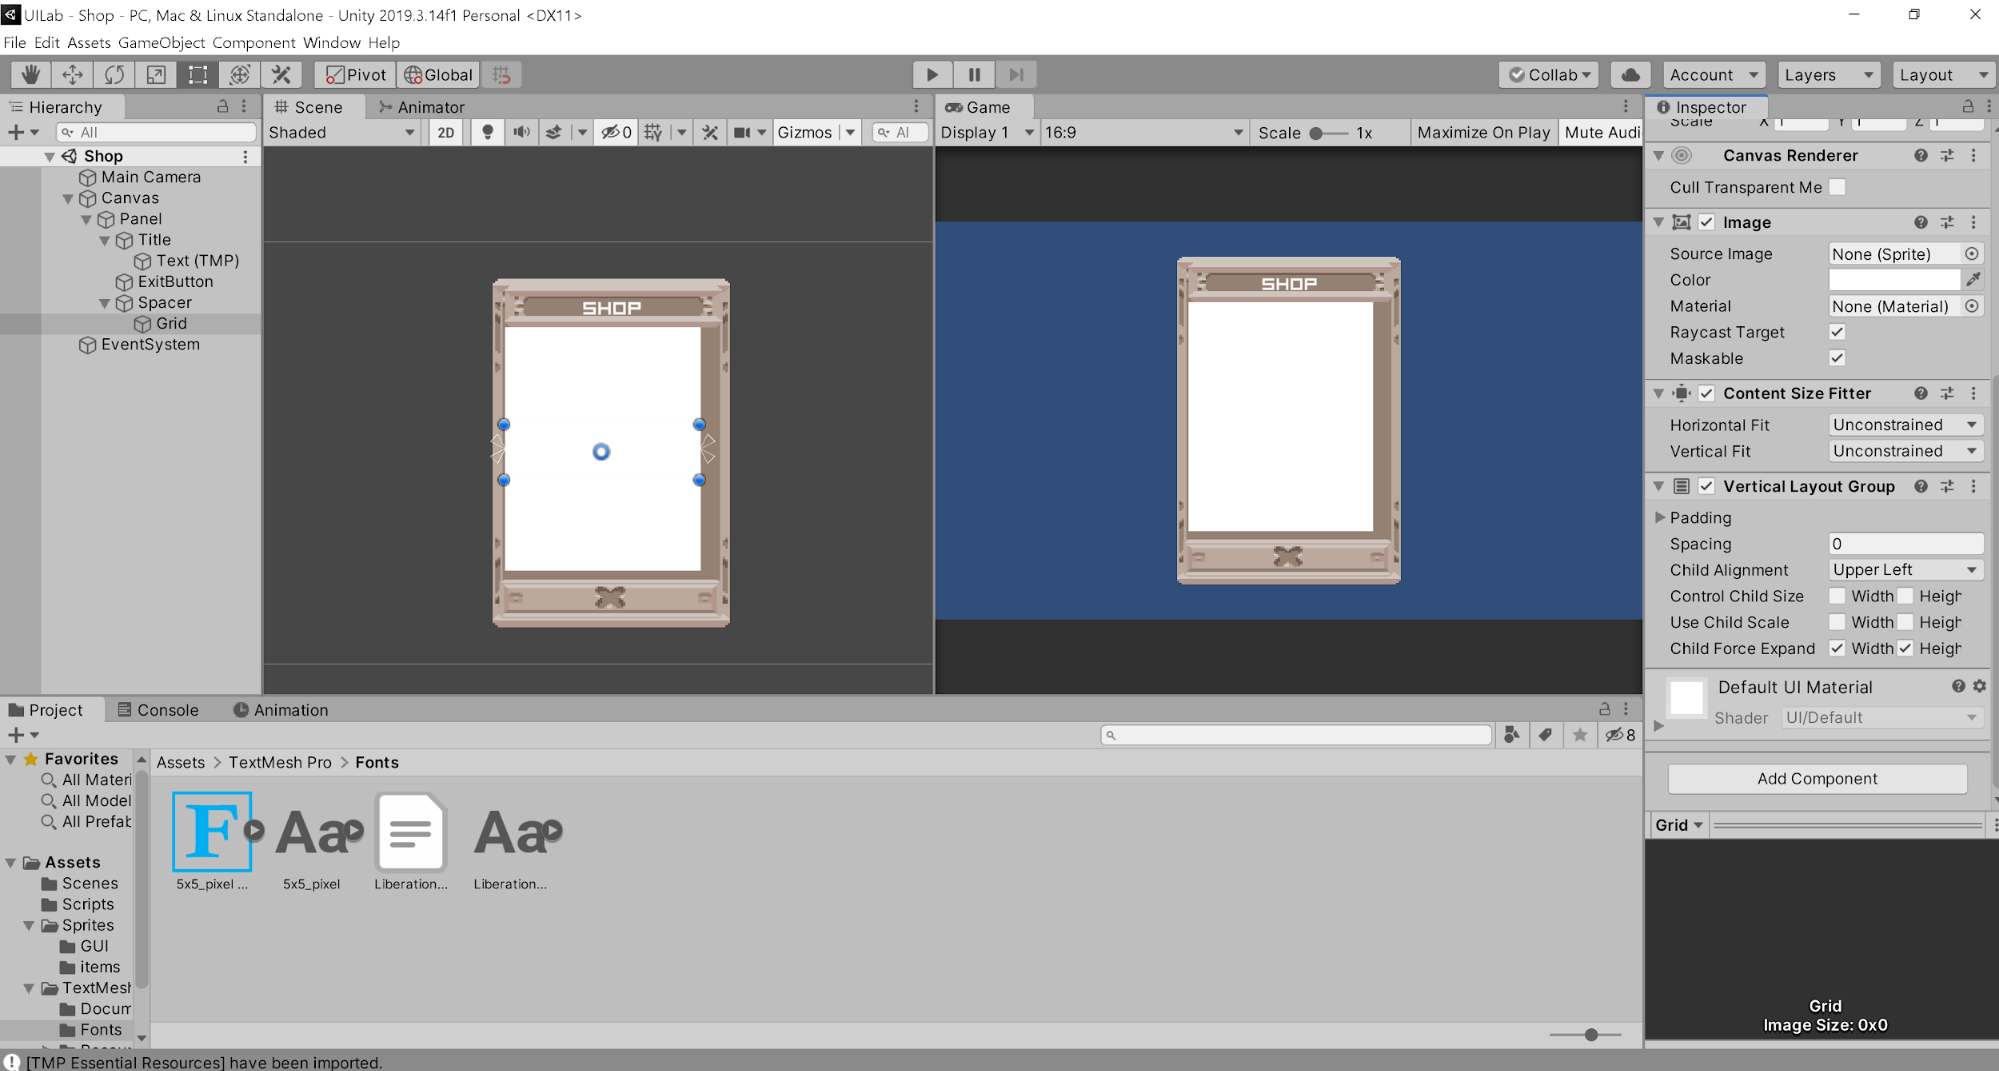 UILab - Shop - PC, Mac & Linux Standalone - Unity 2019.3.14f1 Personal <DX11>
File Edit Assets GameObject Component Window Help
Pivot Global Collab Account Layers Layout
Hierarchy
All
Shop
Main Camera
Canvas
Panel
Title
Text (TMP)
ExitButton
Spacer
Grid
EventSystem
Scene Animator
Shaded 2D 0 Gizmos Al
SHOP
Game
Display 1 16:9 Scale 1x Maximize On Play Mute Audi
SHOP
Inspector
Scale X 1 Y 1 Z 1
Canvas Renderer
Cull Transparent Me
Image
Source Image None (Sprite)
Color
Material None (Material)
Raycast Target
Maskable
Content Size Fitter
Horizontal Fit Unconstrained
Vertical Fit Unconstrained
Vertical Layout Group
Padding
Spacing 0
Child Alignment Upper Left
Control Child Size Width Heigh
Use Child Scale Width Heigh
Child Force Expand Width Heigh
Default UI Material
Shader UI/Default
Add Component
Grid
Grid
Image Size: 0x0
Project Console Animation
8
Favorites
All Materi
All Model
All Prefab
Assets
Scenes
Scripts
Sprites
GUI
items
TextMesh
Docum
Fonts
Assets > TextMesh Pro > Fonts
F Aa Aa
5x5_pixel ... 5x5_pixel Liberation... Liberation...
[TMP Essential Resources] have been imported.